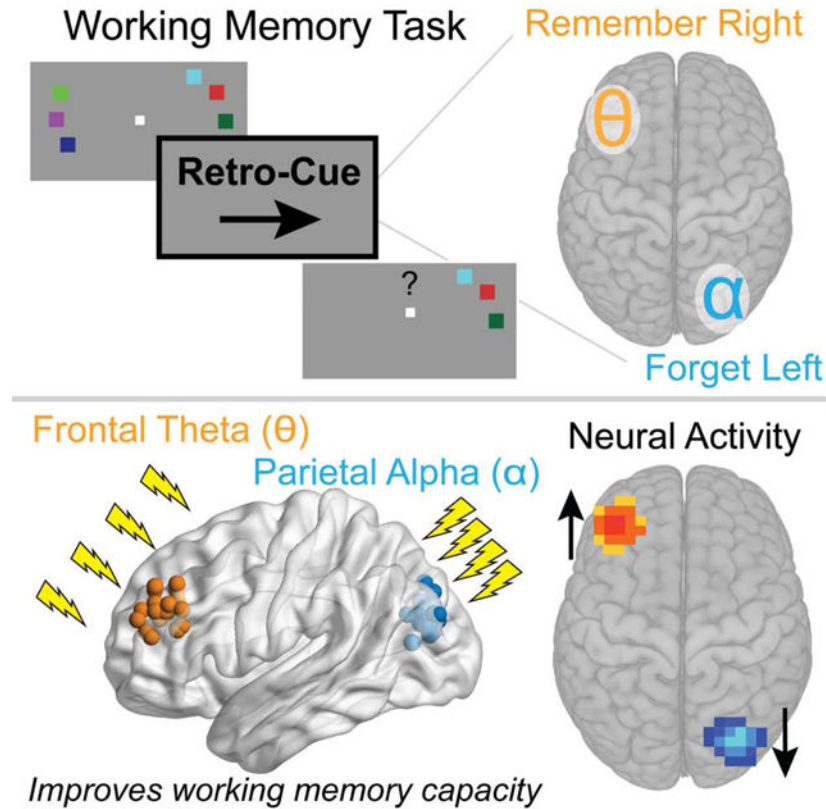 Working Memory Task
Remember Right
θ
Retro-Cue
?
α
Forget Left
Frontal Theta (θ)
Parietal Alpha (α)
Neural Activity
Improves working memory capacity